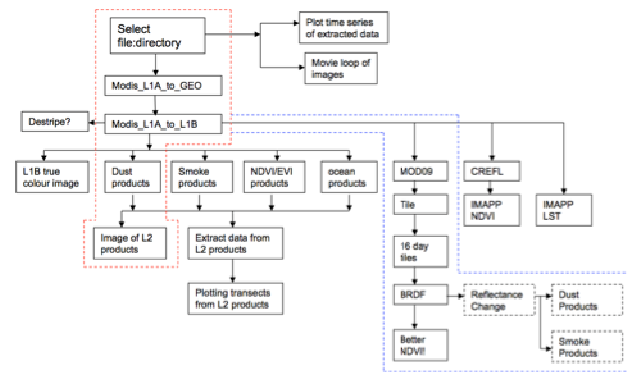 Select
file:directory
Plot time series
of extracted data
Movie loop of
images
Modis_L1A_to_GEO
Destripe?
Modis_L1A_to_L1B
L1B true
colour image
Dust
products
Smoke
products
NDVI/EVI
products
ocean
products
MOD09
CREFL
Tile
IMAPP
NDVI
IMAPP
LST
Image of L2
products
Extract data from
L2 products
16 day
tiles
Plotting transects
from L2 products
BRDF
Reflectance
Change
Dust
Products
Better
NDVI!
Smoke
Products